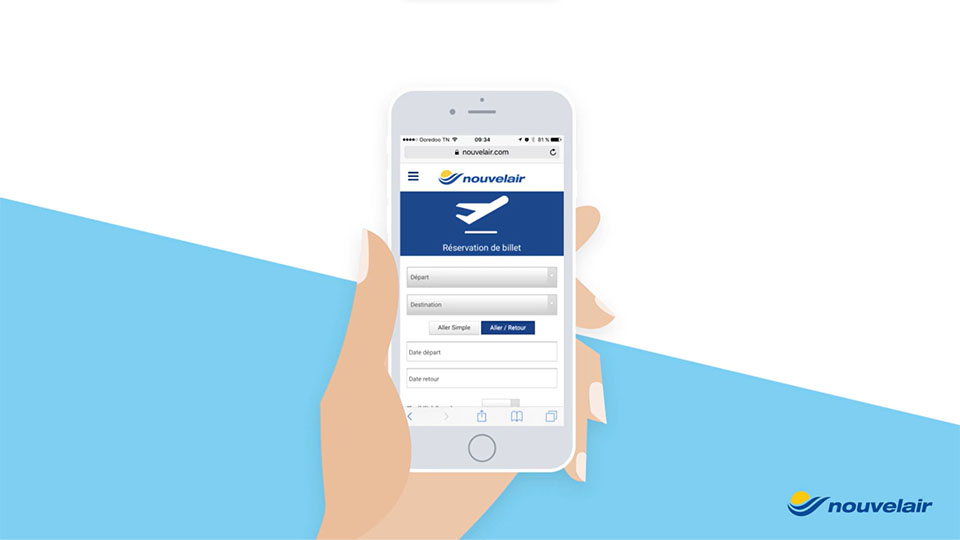 Ooredoo TN 09:34 81 %
nouvelair.com
nouvelair
Réservation de billet
Départ
Destination
Aller Simple Aller / Retour
Date départ
Date retour
nouvelair